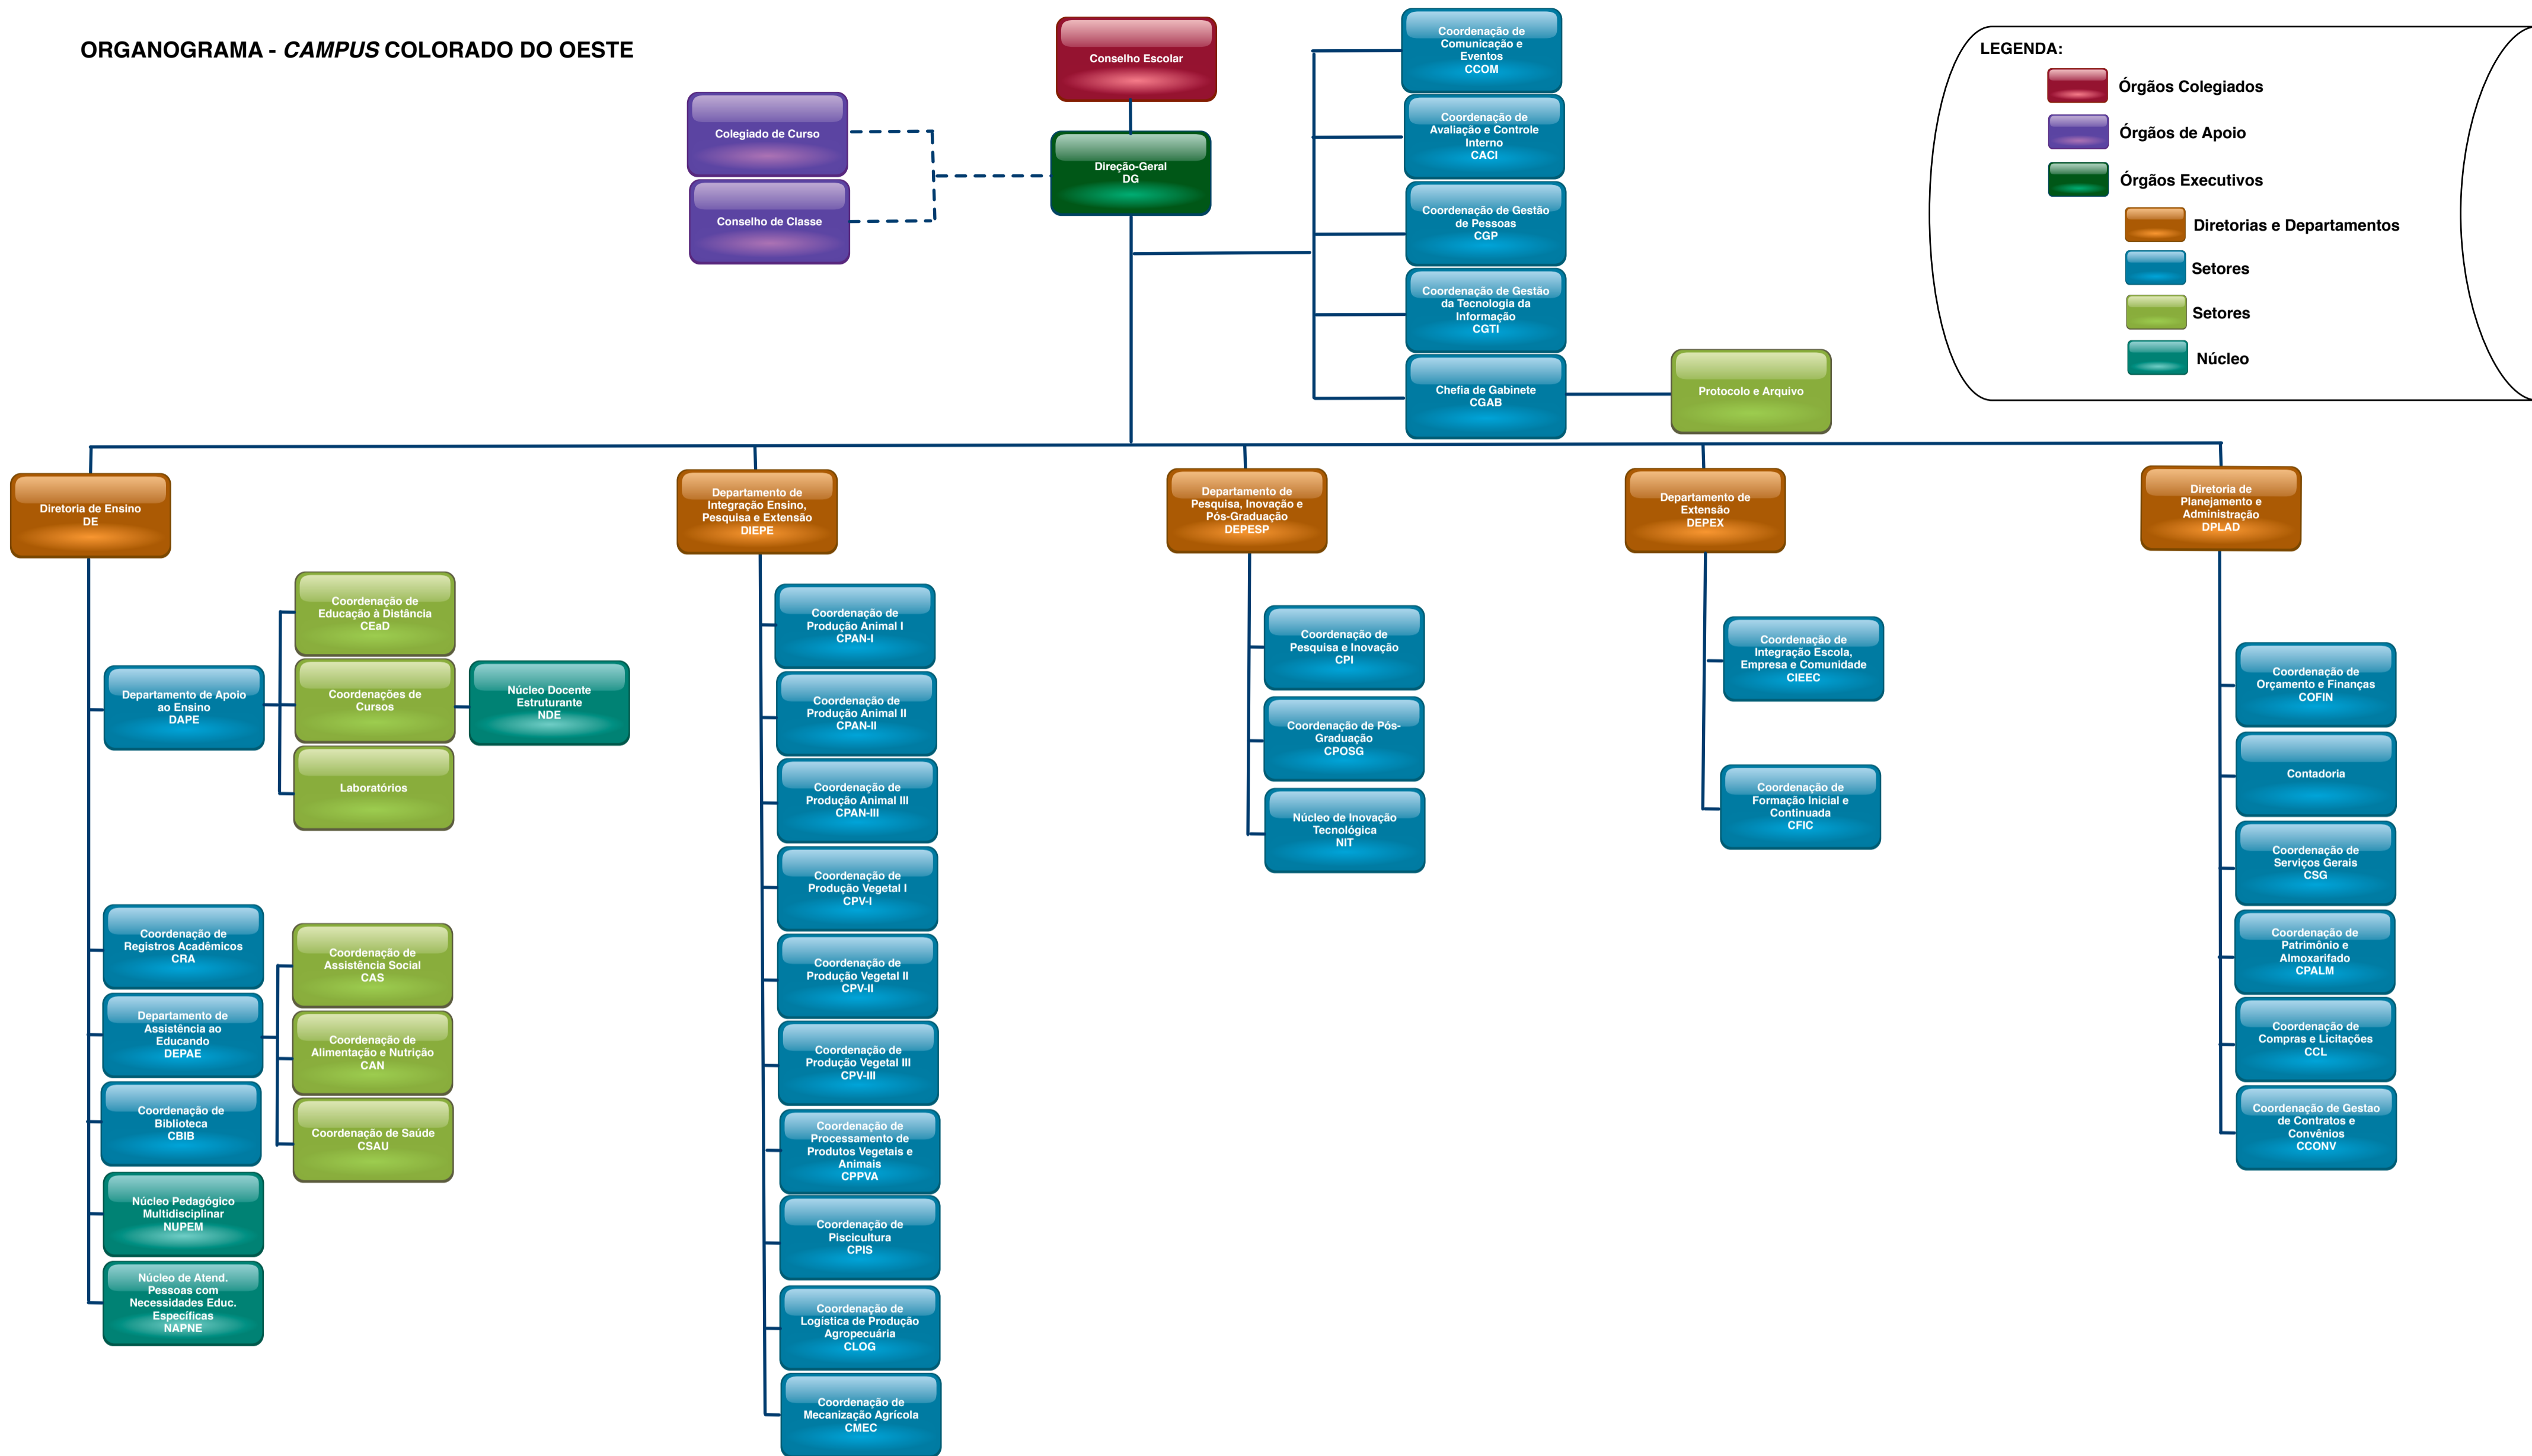 ORGANOGRAMA - CAMPUS COLORADO DO OESTE
Conselho Escolar
Colegiado de Curso
Conselho de Classe
Direção-Geral
DG
Coordenação de
Comunicação e
Eventos
CCOM
Coordenação de
Avaliação e Controle
Interno
CACI
Coordenação de Gestão
de Pessoas
CGP
Coordenação de Gestão
da Tecnologia da
Informação
CGTI
Chefia de Gabinete
CGAB
Protocolo e Arquivo
LEGENDA:
Órgãos Colegiados
Órgãos de Apoio
Órgãos Executivos
Diretorias e Departamentos
Setores
Setores
Núcleo
Diretoria de Ensino
DE
Departamento de Apoio
ao Ensino
DAPE
Coordenação de
Educação à Distância
CEaD
Coordenações de
Cursos
Laboratórios
Núcleo Docente
Estruturante
NDE
Coordenação de
Registros Acadêmicos
CRA
Departamento de
Assistência ao
Educando
DEPAE
Coordenação de
Biblioteca
CBIB
Núcleo Pedagógico
Multidisciplinar
NUPEM
Núcleo de Atend.
Pessoas com
Necessidades Educ.
Específicas
NAPNE
Coordenação de
Assistência Social
CAS
Coordenação de
Alimentação e Nutrição
CAN
Coordenação de Saúde
CSAU
Departamento de
Integração Ensino,
Pesquisa e Extensão
DIEPE
Coordenação de
Produção Animal I
CPAN-I
Coordenação de
Produção Animal II
CPAN-II
Coordenação de
Produção Animal III
CPAN-III
Coordenação de
Produção Vegetal I
CPV-I
Coordenação de
Produção Vegetal II
CPV-II
Coordenação de
Produção Vegetal III
CPV-III
Coordenação de
Processamento de
Produtos Vegetais e
Animais
CPPVA
Coordenação de
Piscicultura
CPIS
Coordenação de
Logística de Produção
Agropecuária
CLOG
Coordenação de
Mecanização Agrícola
CMEC
Departamento de
Pesquisa, Inovação e
Pós-Graduação
DEPESP
Coordenação de
Pesquisa e Inovação
CPI
Coordenação de Pós-
Graduação
CPOSG
Núcleo de Inovação
Tecnológica
NIT
Departamento de
Extensão
DEPEX
Coordenação de
Integração Escola,
Empresa e Comunidade
CIEEC
Coordenação de
Formação Inicial e
Continuada
CFIC
Diretoria de
Planejamento e
Administração
DPLAD
Coordenação de
Orçamento e Finanças
COFIN
Contadoria
Coordenação de
Serviços Gerais
CSG
Coordenação de
Patrimônio e
Almoxarifado
CPALM
Coordenação de
Compras e Licitações
CCL
Coordenação de Gestao
de Contratos e
Convênios
CCONV